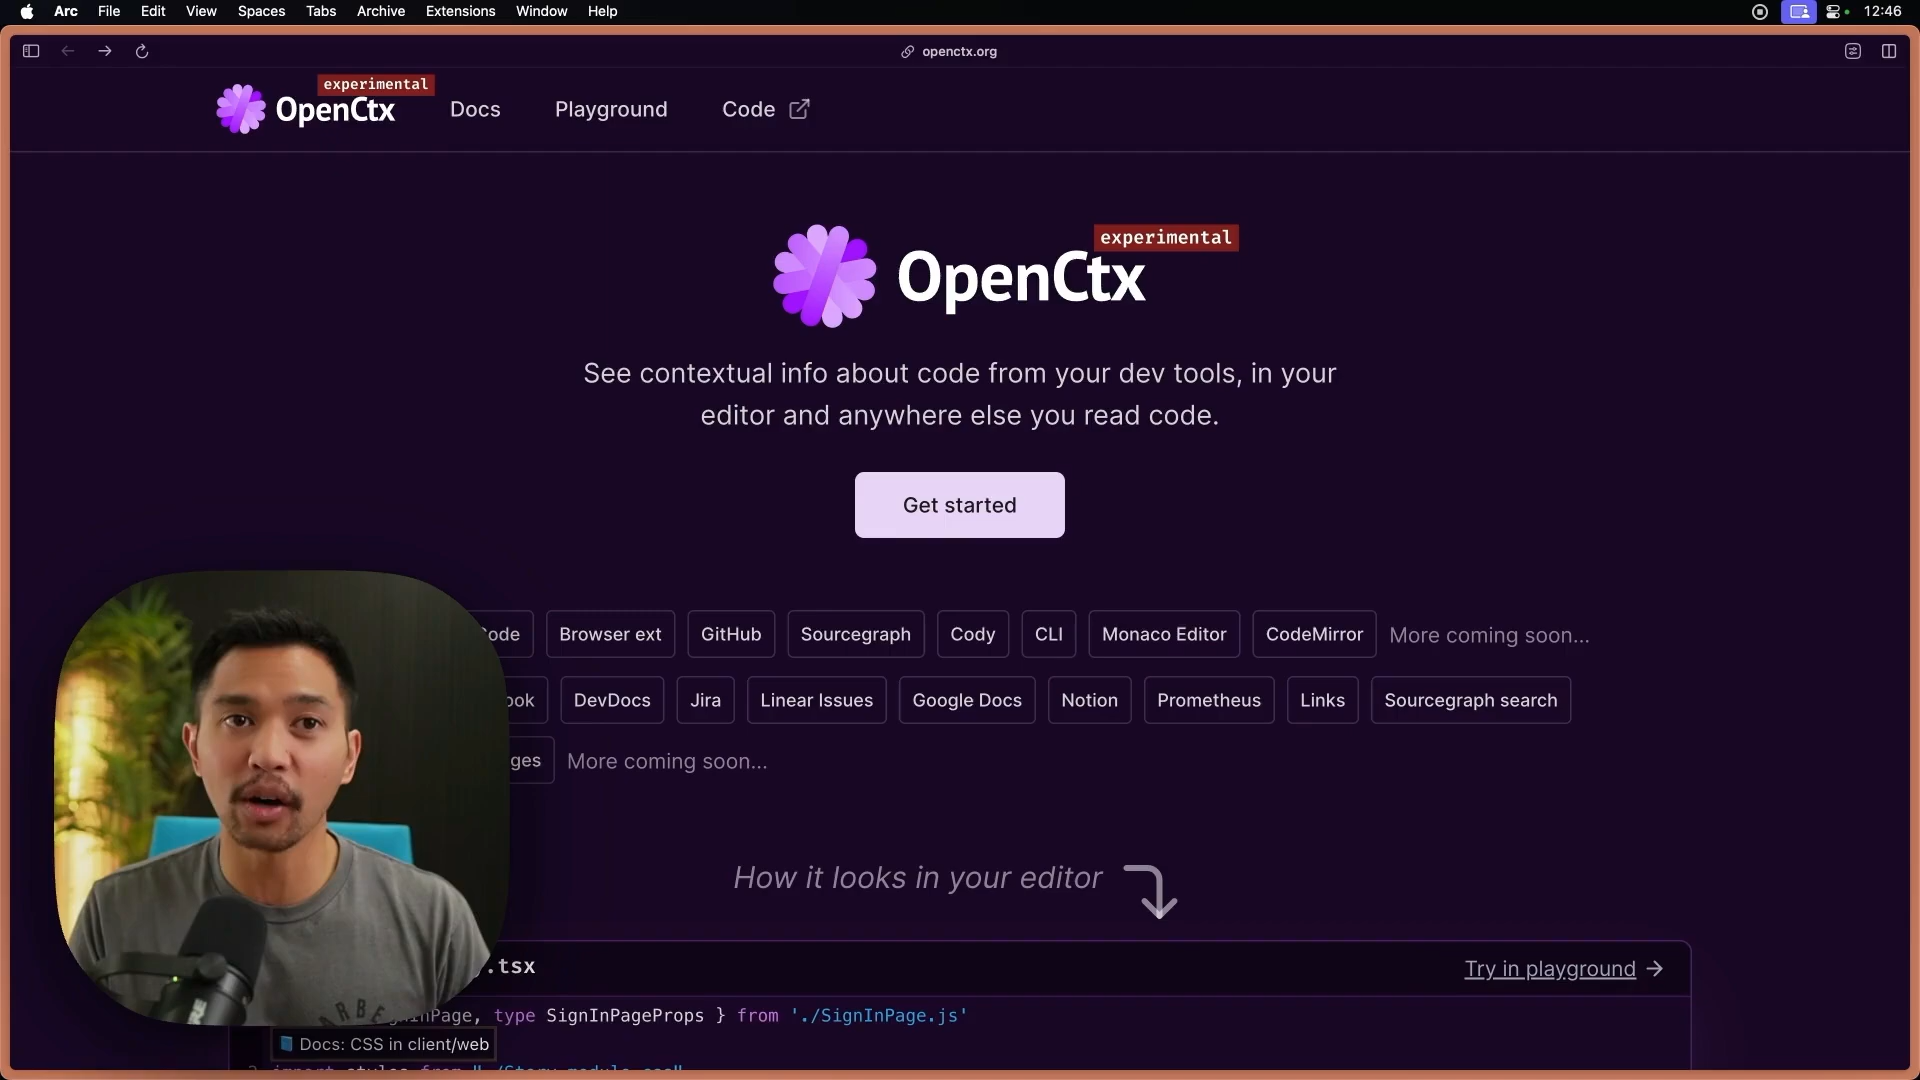 Arc File Edit View Spaces Tabs Archive Extensions Window Help 12:46
openctx.org
experimental
OpenCtx Docs Playground Code
experimental
OpenCtx
See contextual info about code from your dev tools, in your
editor and anywhere else you read code.
Get started
ode Browser ext GitHub Sourcegraph Cody CLI Monaco Editor CodeMirror More coming soon...
ook DevDocs Jira Linear Issues Google Docs Notion Prometheus Links Sourcegraph search
ges More coming soon...
How it looks in your editor
.tsx Try in playground →
InPage, type SignInPageProps } from './SignInPage.js'
Docs: CSS in client/web